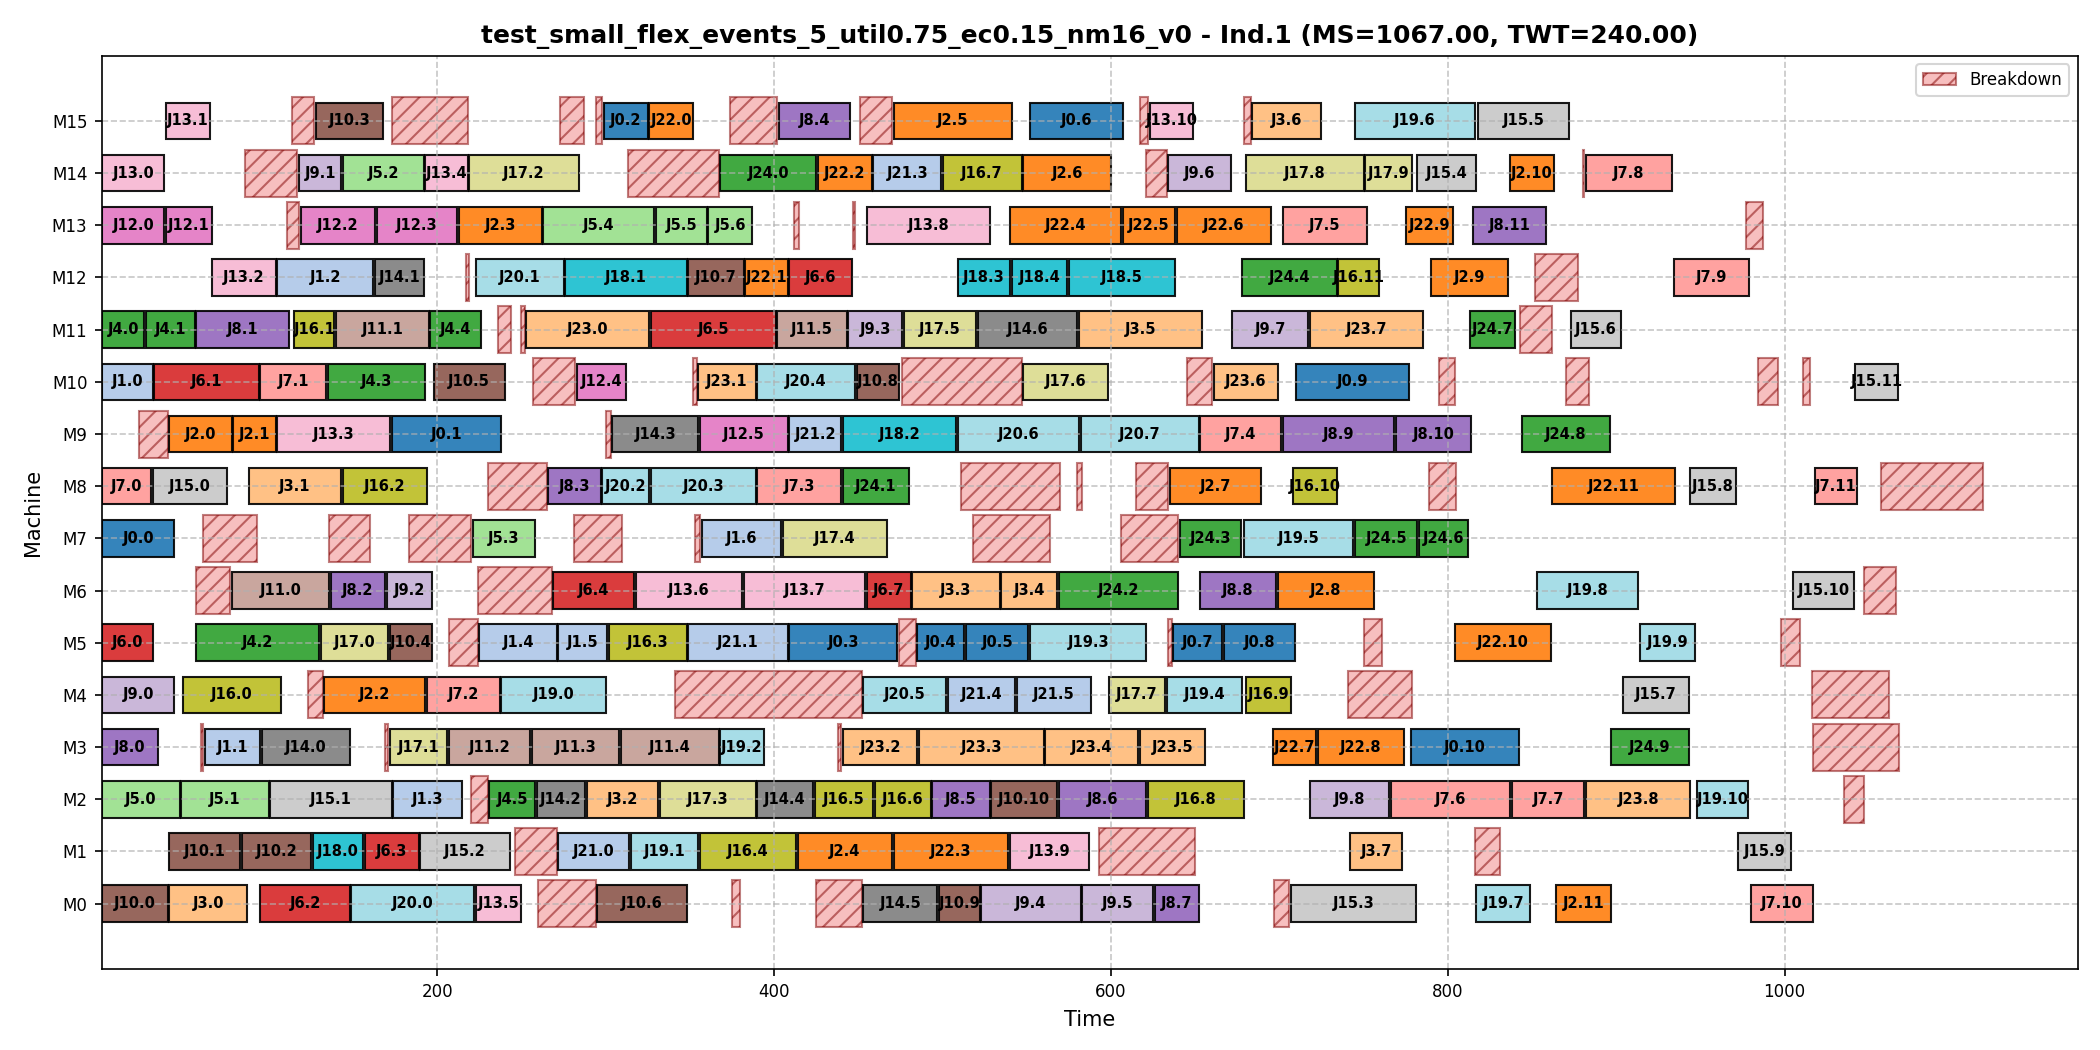 test_small_flex_events_5_util0.75_ec0.15_nm16_v0 - Ind.1 (MS=1067.00, TWT=240.00)
Breakdown
M15 J13.1 J10.3 J0.2 J22.0 J8.4 J2.5 J0.6 J13.10 J3.6 J19.6 J15.5
M14 J13.0 J9.1 J5.2 J13.4 J17.2 J24.0 J22.2 J21.3 J16.7 J2.6 J9.6 J17.8 J17.9 J15.4 J2.10 J7.8
M13 J12.0 J12.1 J12.2 J12.3 J2.3 J5.4 J5.5 J5.6 J13.8 J22.4 J22.5 J22.6 J7.5 J22.9 J8.11
M12 J13.2 J1.2 J14.1 J20.1 J18.1 J10.7 J22.1 J6.6 J18.3 J18.4 J18.5 J24.4 J16.11 J2.9 J7.9
M11 J4.0 J4.1 J8.1 J16.1 J11.1 J4.4 J23.0 J6.5 J11.5 J9.3 J17.5 J14.6 J3.5 J9.7 J23.7 J24.7 J15.6
M10 J1.0 J6.1 J7.1 J4.3 J10.5 J12.4 J23.1 J20.4 J10.8 J17.6 J23.6 J0.9 J15.11
M9 J2.0 J2.1 J13.3 J0.1 J14.3 J12.5 J21.2 J18.2 J20.6 J20.7 J7.4 J8.9 J8.10 J24.8
M8 J7.0 J15.0 J3.1 J16.2 J8.3 J20.2 J20.3 J7.3 J24.1 J2.7 J16.10 J22.11 J15.8 J7.11
M7 J0.0 J5.3 J1.6 J17.4 J24.3 J19.5 J24.5 J24.6
M6 J11.0 J8.2 J9.2 J6.4 J13.6 J13.7 J6.7 J3.3 J3.4 J24.2 J8.8 J2.8 J19.8 J15.10
M5 J6.0 J4.2 J17.0 J10.4 J1.4 J1.5 J16.3 J21.1 J0.3 J0.4 J0.5 J19.3 J0.7 J0.8 J22.10 J19.9
M4 J9.0 J16.0 J2.2 J7.2 J19.0 J20.5 J21.4 J21.5 J17.7 J19.4 J16.9 J15.7
M3 J8.0 J1.1 J14.0 J17.1 J11.2 J11.3 J11.4 J19.2 J23.2 J23.3 J23.4 J23.5 J22.7 J22.8 J0.10 J24.9
M2 J5.0 J5.1 J15.1 J1.3 J4.5 J14.2 J3.2 J17.3 J14.4 J16.5 J16.6 J8.5 J10.10 J8.6 J16.8 J9.8 J7.6 J7.7 J23.8 J19.10
M1 J10.1 J10.2 J18.0 J6.3 J15.2 J21.0 J19.1 J16.4 J2.4 J22.3 J13.9 J3.7 J15.9
M0 J10.0 J3.0 J6.2 J20.0 J13.5 J10.6 J14.5 J10.9 J9.4 J9.5 J8.7 J15.3 J19.7 J2.11 J7.10
Machine
200 400 600 800 1000
Time